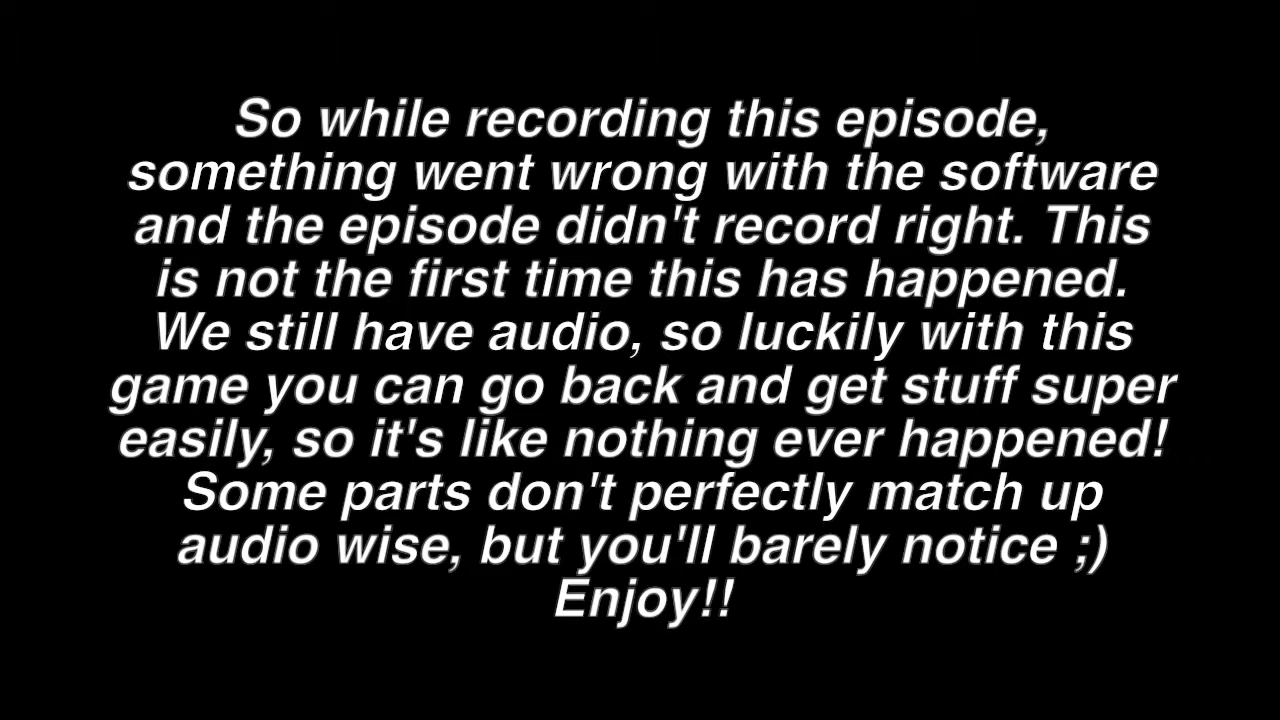 So while recording this episode,
something went wrong with the software
and the episode didn't record right. This
is not the first time this has happened.
We still have audio, so luckily with this
game you can go back and get stuff super
easily, so it's like nothing ever happened!
Some parts don't perfectly match up
audio wise, but you'll barely notice ;)
Enjoy!!